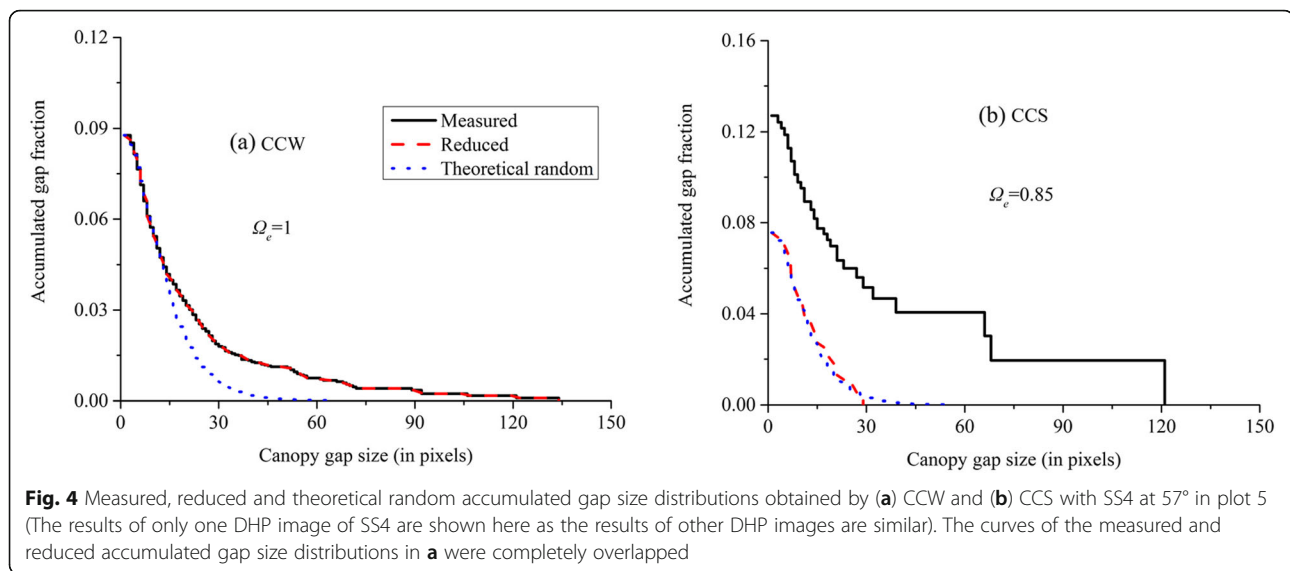 0.12
0.09
0.06
0.03
0.00
Accumulated gap fraction
(a) CCW
Ωe=1
Measured
Reduced
Theoretical random
0 30 60 90 120 150
Canopy gap size (in pixels)
0.16
0.12
0.08
0.04
0.00
Accumulated gap fraction
(b) CCS
Ωe=0.85
0 30 60 90 120 150
Canopy gap size (in pixels)
Fig. 4 Measured, reduced and theoretical random accumulated gap size distributions obtained by (a) CCW and (b) CCS with SS4 at 57° in plot 5
(The results of only one DHP image of SS4 are shown here as the results of other DHP images are similar). The curves of the measured and
reduced accumulated gap size distributions in a were completely overlapped